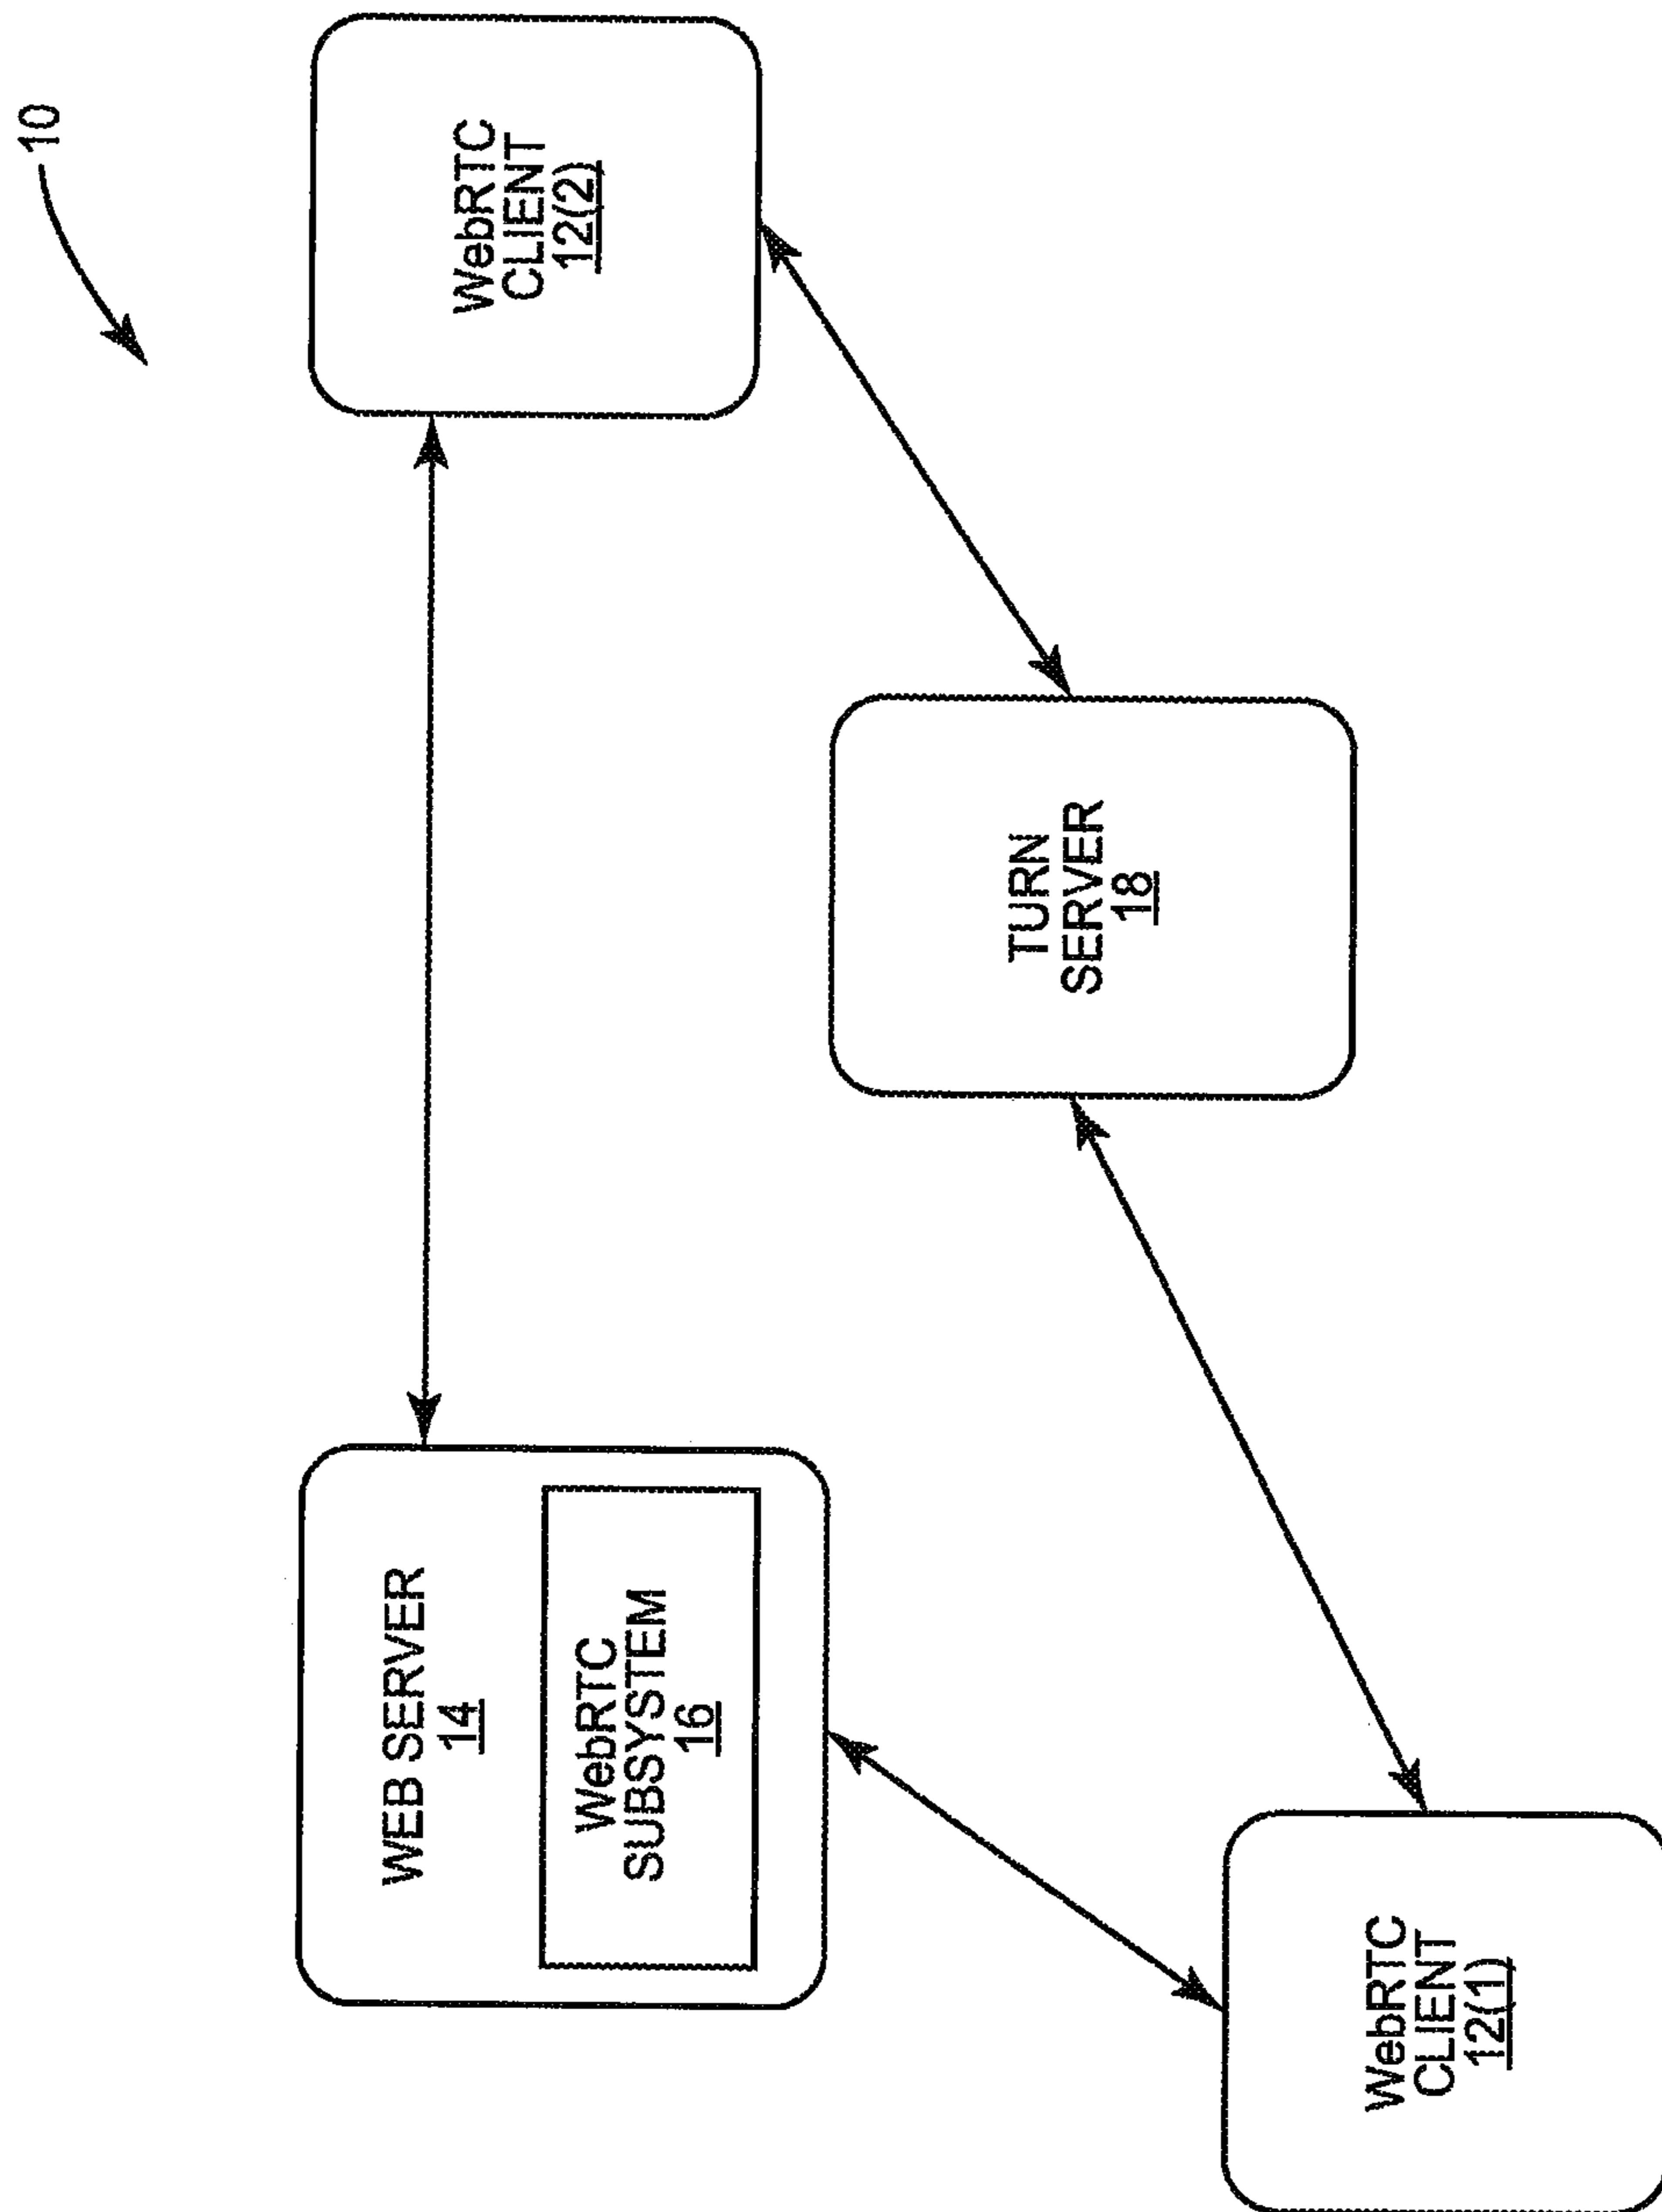 10
WEB SERVER
14
WebRTC
SUBSYSTEM
16
WebRTC
CLIENT
12(2)
TURN
SERVER
18
WebRTC
CLIENT
12(1)